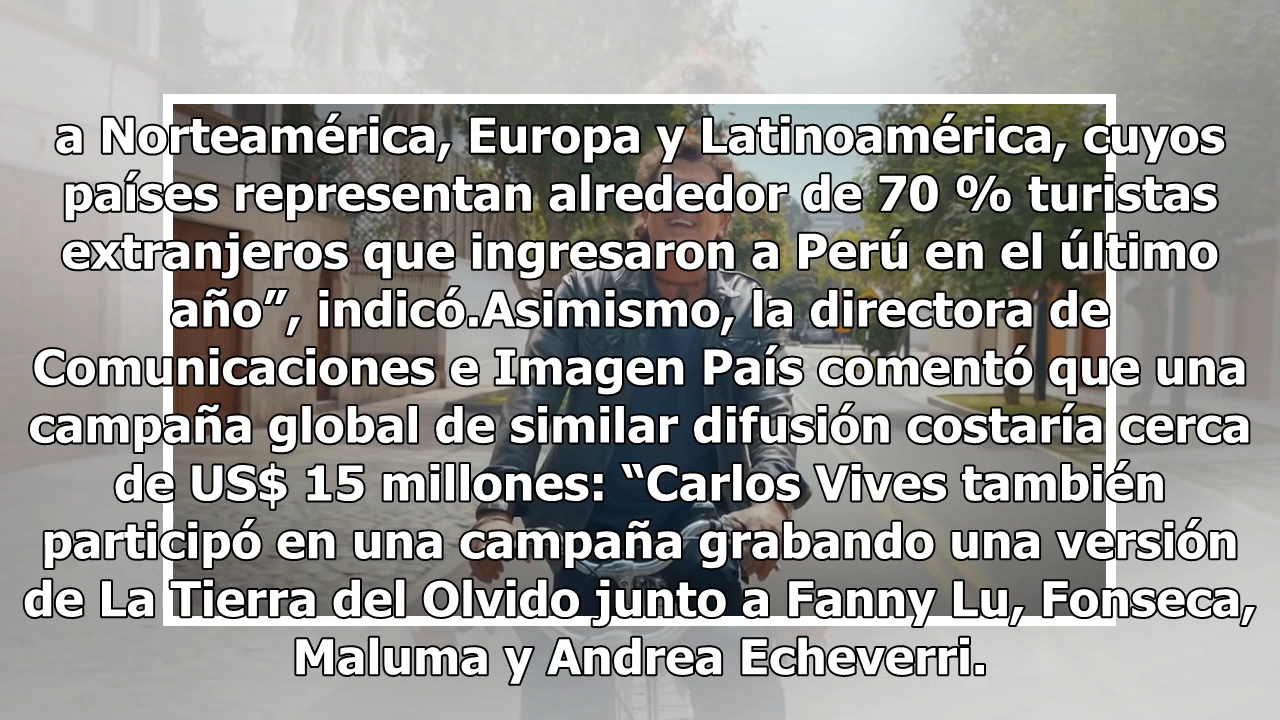 a Norteamérica, Europa y Latinoamérica, cuyos
países representan alrededor de 70 % turistas
extranjeros que ingresaron a Perú en el último
año”, indicó.Asimismo, la directora de
Comunicaciones e Imagen País comentó que una
campaña global de similar difusión costaría cerca
de US$ 15 millones: “Carlos Vives también
participó en una campaña grabando una versión
de La Tierra del Olvido junto a Fanny Lu, Fonseca,
Maluma y Andrea Echeverri.